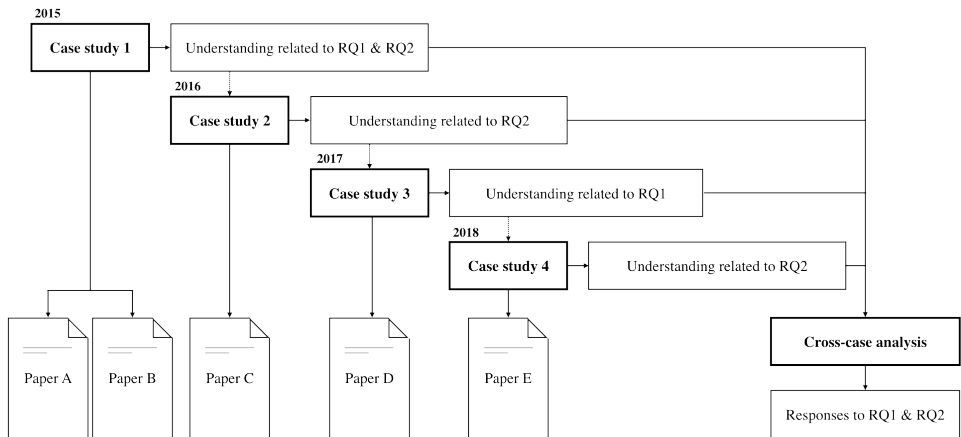 2015
Case study 1
Understanding related to RQ1 & RQ2
2016
Case study 2
Understanding related to RQ2
2017
Case study 3
Understanding related to RQ1
2018
Case study 4
Understanding related to RQ2
Paper A
Paper B
Paper C
Paper D
Paper E
Cross-case analysis
Responses to RQ1 & RQ2